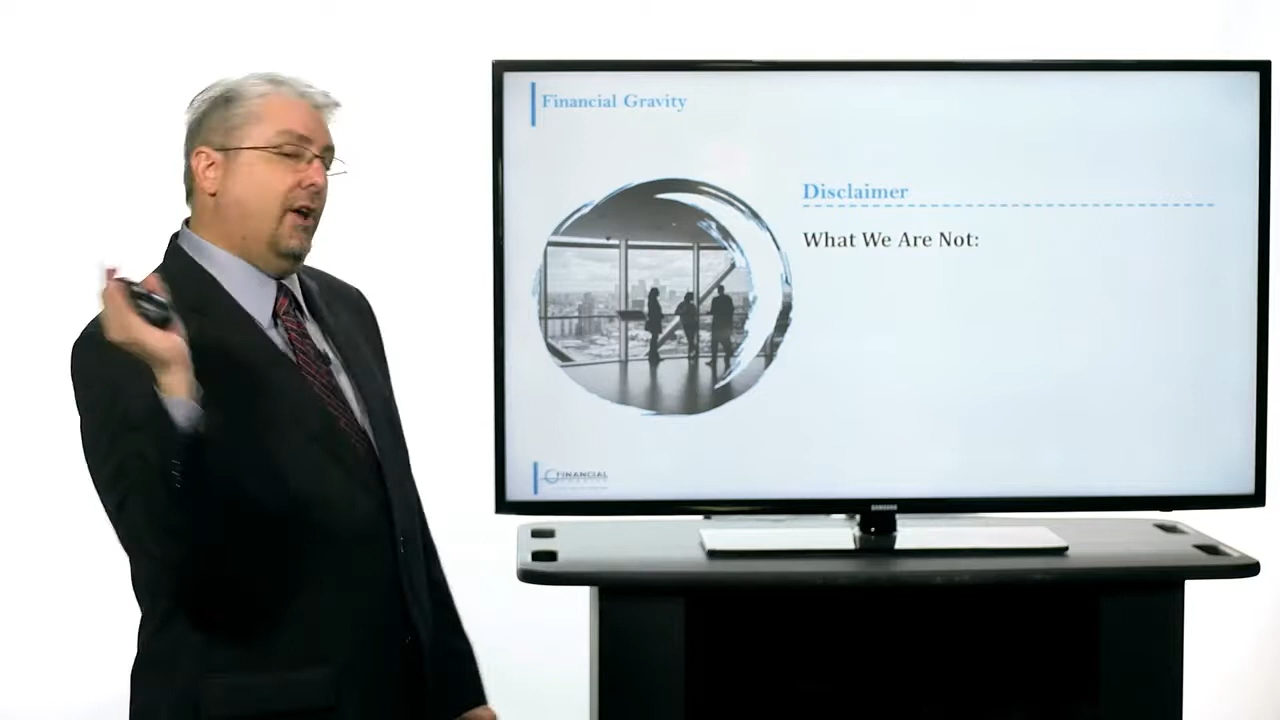 Financial Gravity
Disclaimer
What We Are Not:
FINANCIAL
SAMSUNG